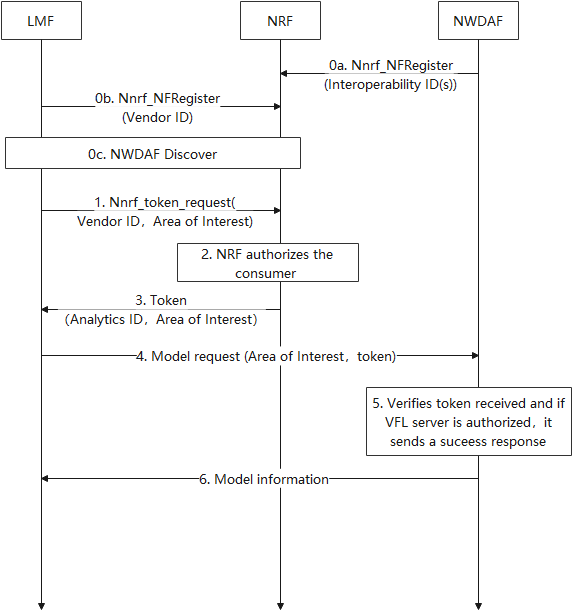 LMF
NRF
NWDAF
0a. Nnrf_NFRegister
(Interoperability ID(s))
0b. Nnrf_NFRegister
(Vendor ID)
0c. NWDAF Discover
1. Nnrf_token_request(
Vendor ID，Area of Interest)
2. NRF authorizes the
consumer
3. Token
(Analytics ID，Area of Interest)
4. Model request (Area of Interest，token)
5. Verifies token received and if
VFL server is authorized，it
sends a suceess response
6. Model information